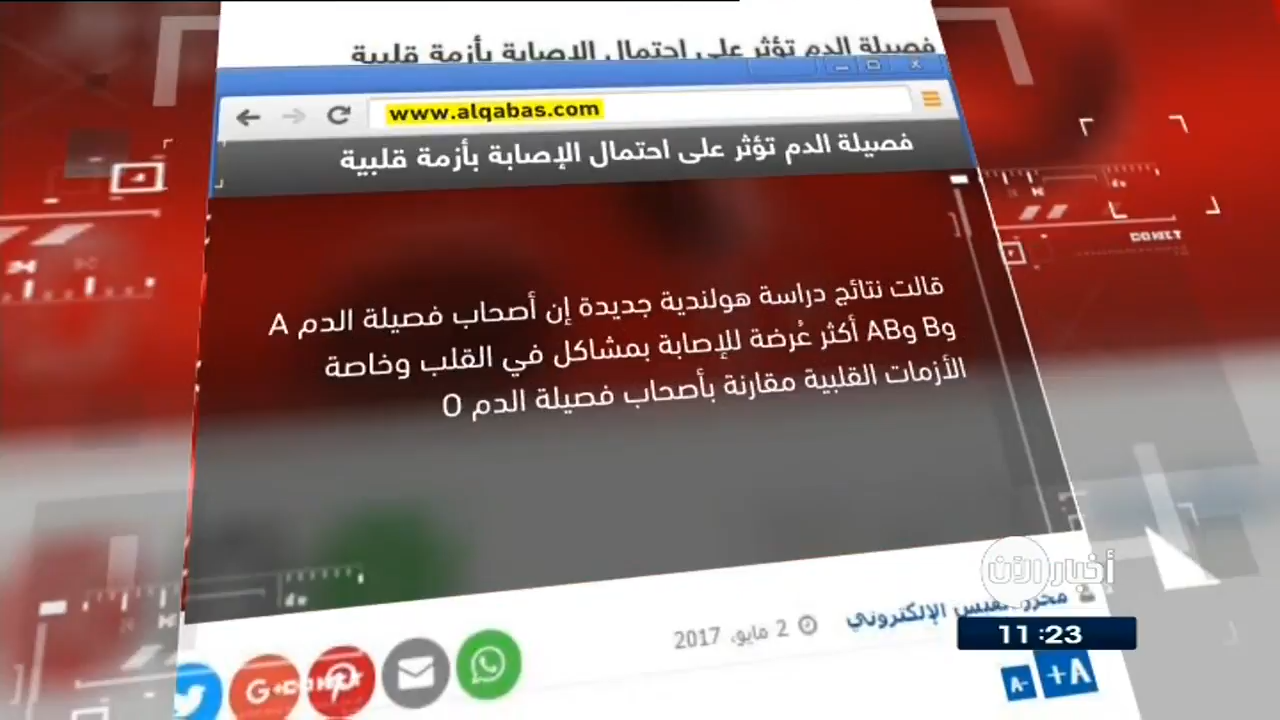 فصيلة الدم تؤثر على احتمال الإصابة بأزمة قلبية
www.alqabas.com
فصيلة الدم تؤثر على احتمال الإصابة بأزمة قلبية
قالت نتائج دراسة هولندية جديدة إن أصحاب فصيلة الدم A
وB وAB أكثر عُرضة للإصابة بمشاكل في القلب وخاصة
الأزمات القلبية مقارنة بأصحاب فصيلة الدم O
أخبار الآن
محرر القبس الإلكتروني
2 مايو، 2017
11:23
G+
A-
+A